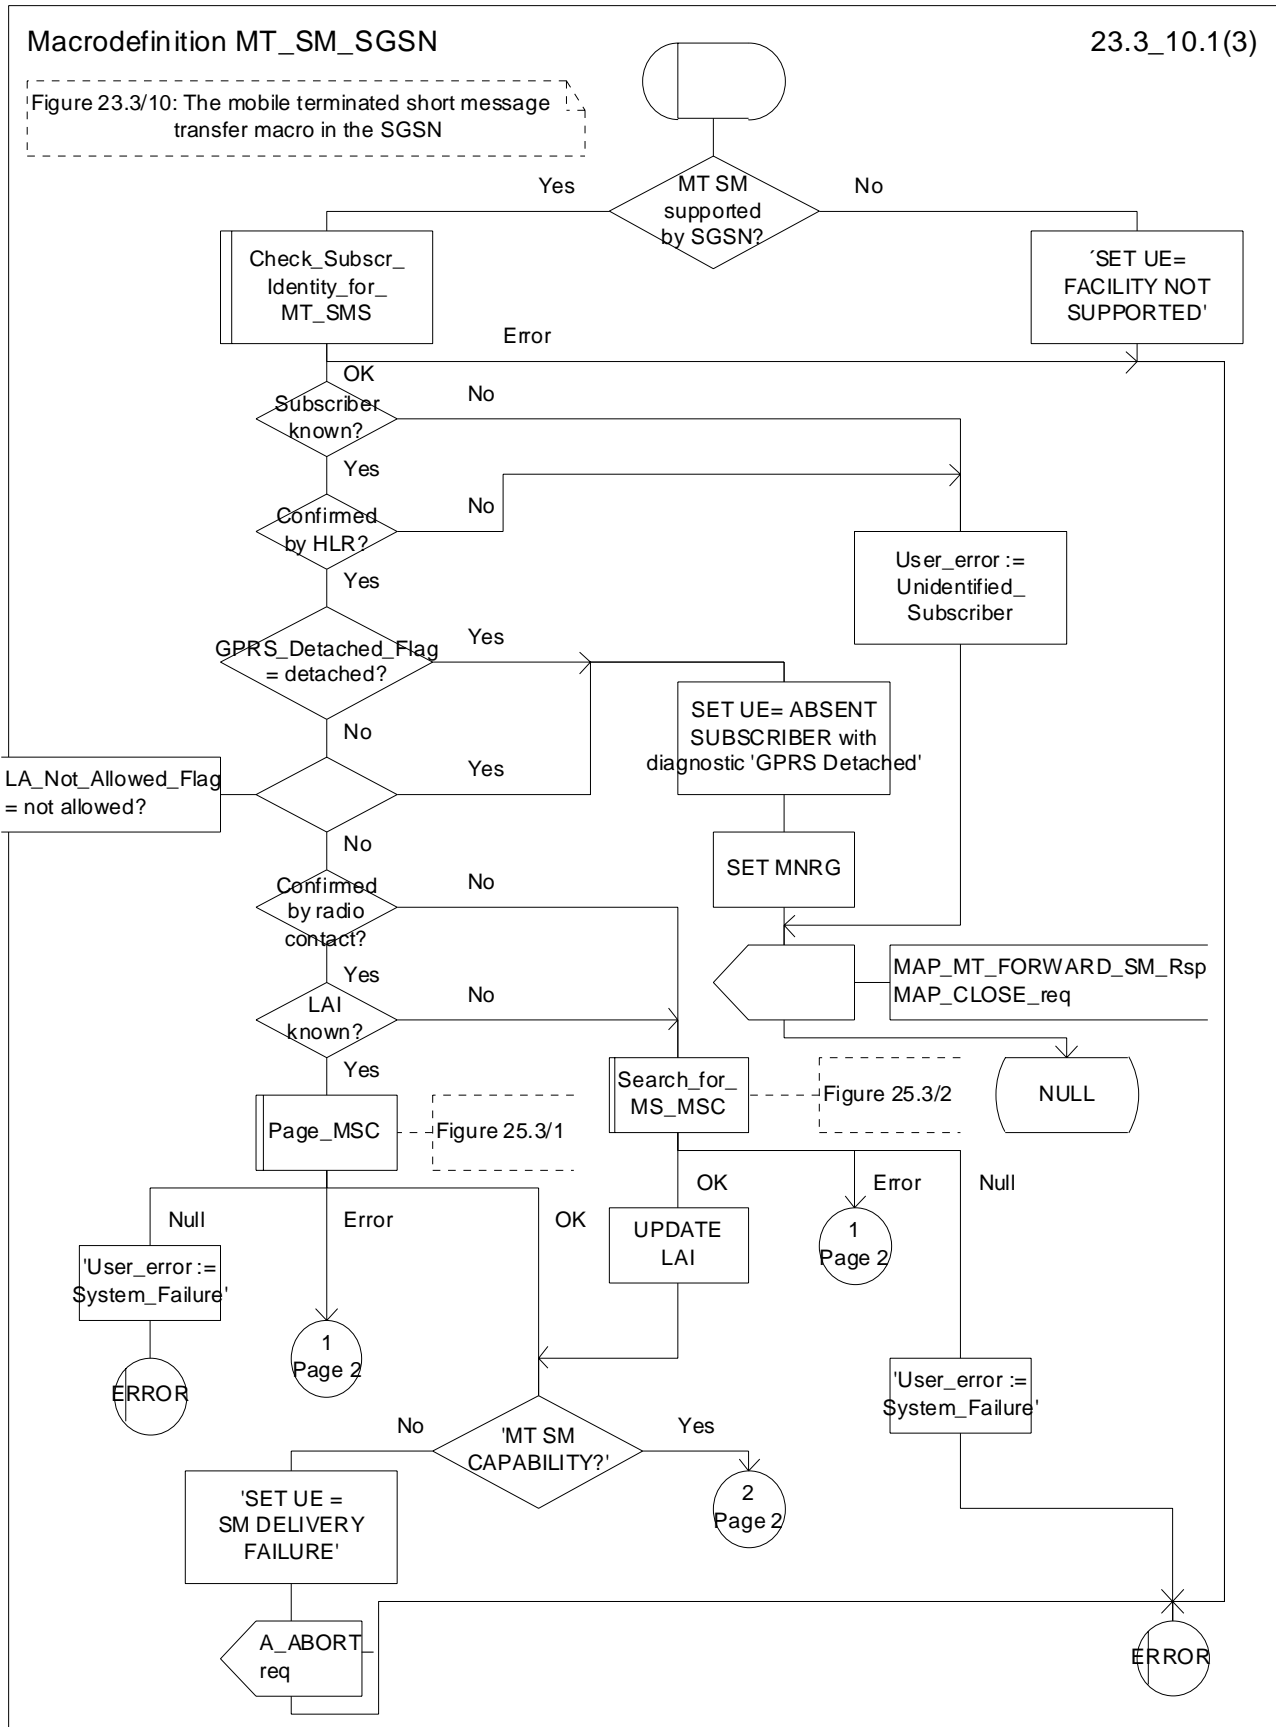 Macrodefinition MT_SM_SGSN
23.3_10.1(3)
Figure 23.3/10: The mobile terminated short message
transfer macro in the SGSN
Yes
MT SM
supported
by SGSN?
No
Check_Subscr_
Identity_for_
MT_SMS
´SET UE=
FACILITY NOT
SUPPORTED'
Error
OK
Subscriber
known?
No
Yes
Confirmed
by HLR?
No
User_error :=
Unidentified_
Subscriber
Yes
GPRS_Detached_Flag
= detached?
Yes
SET UE= ABSENT
SUBSCRIBER with
diagnostic 'GPRS Detached'
No
LA_Not_Allowed_Flag
= not allowed?
Yes
No
SET MNRG
Confirmed
by radio
contact?
No
MAP_MT_FORWARD_SM_Rsp
MAP_CLOSE_req
Yes
LAI
known?
No
Yes
Search_for_
MS_MSC
Figure 25.3/2
NULL
Page_MSC
Figure 25.3/1
OK
Error
Null
Null
Error
OK
UPDATE
LAI
1
Page 2
'User_error :=
System_Failure'
1
Page 2
ERROR
'User_error :=
System_Failure'
No
'MT SM
CAPABILITY?'
Yes
2
Page 2
'SET UE =
SM DELIVERY
FAILURE'
A_ABORT_
req
ERROR